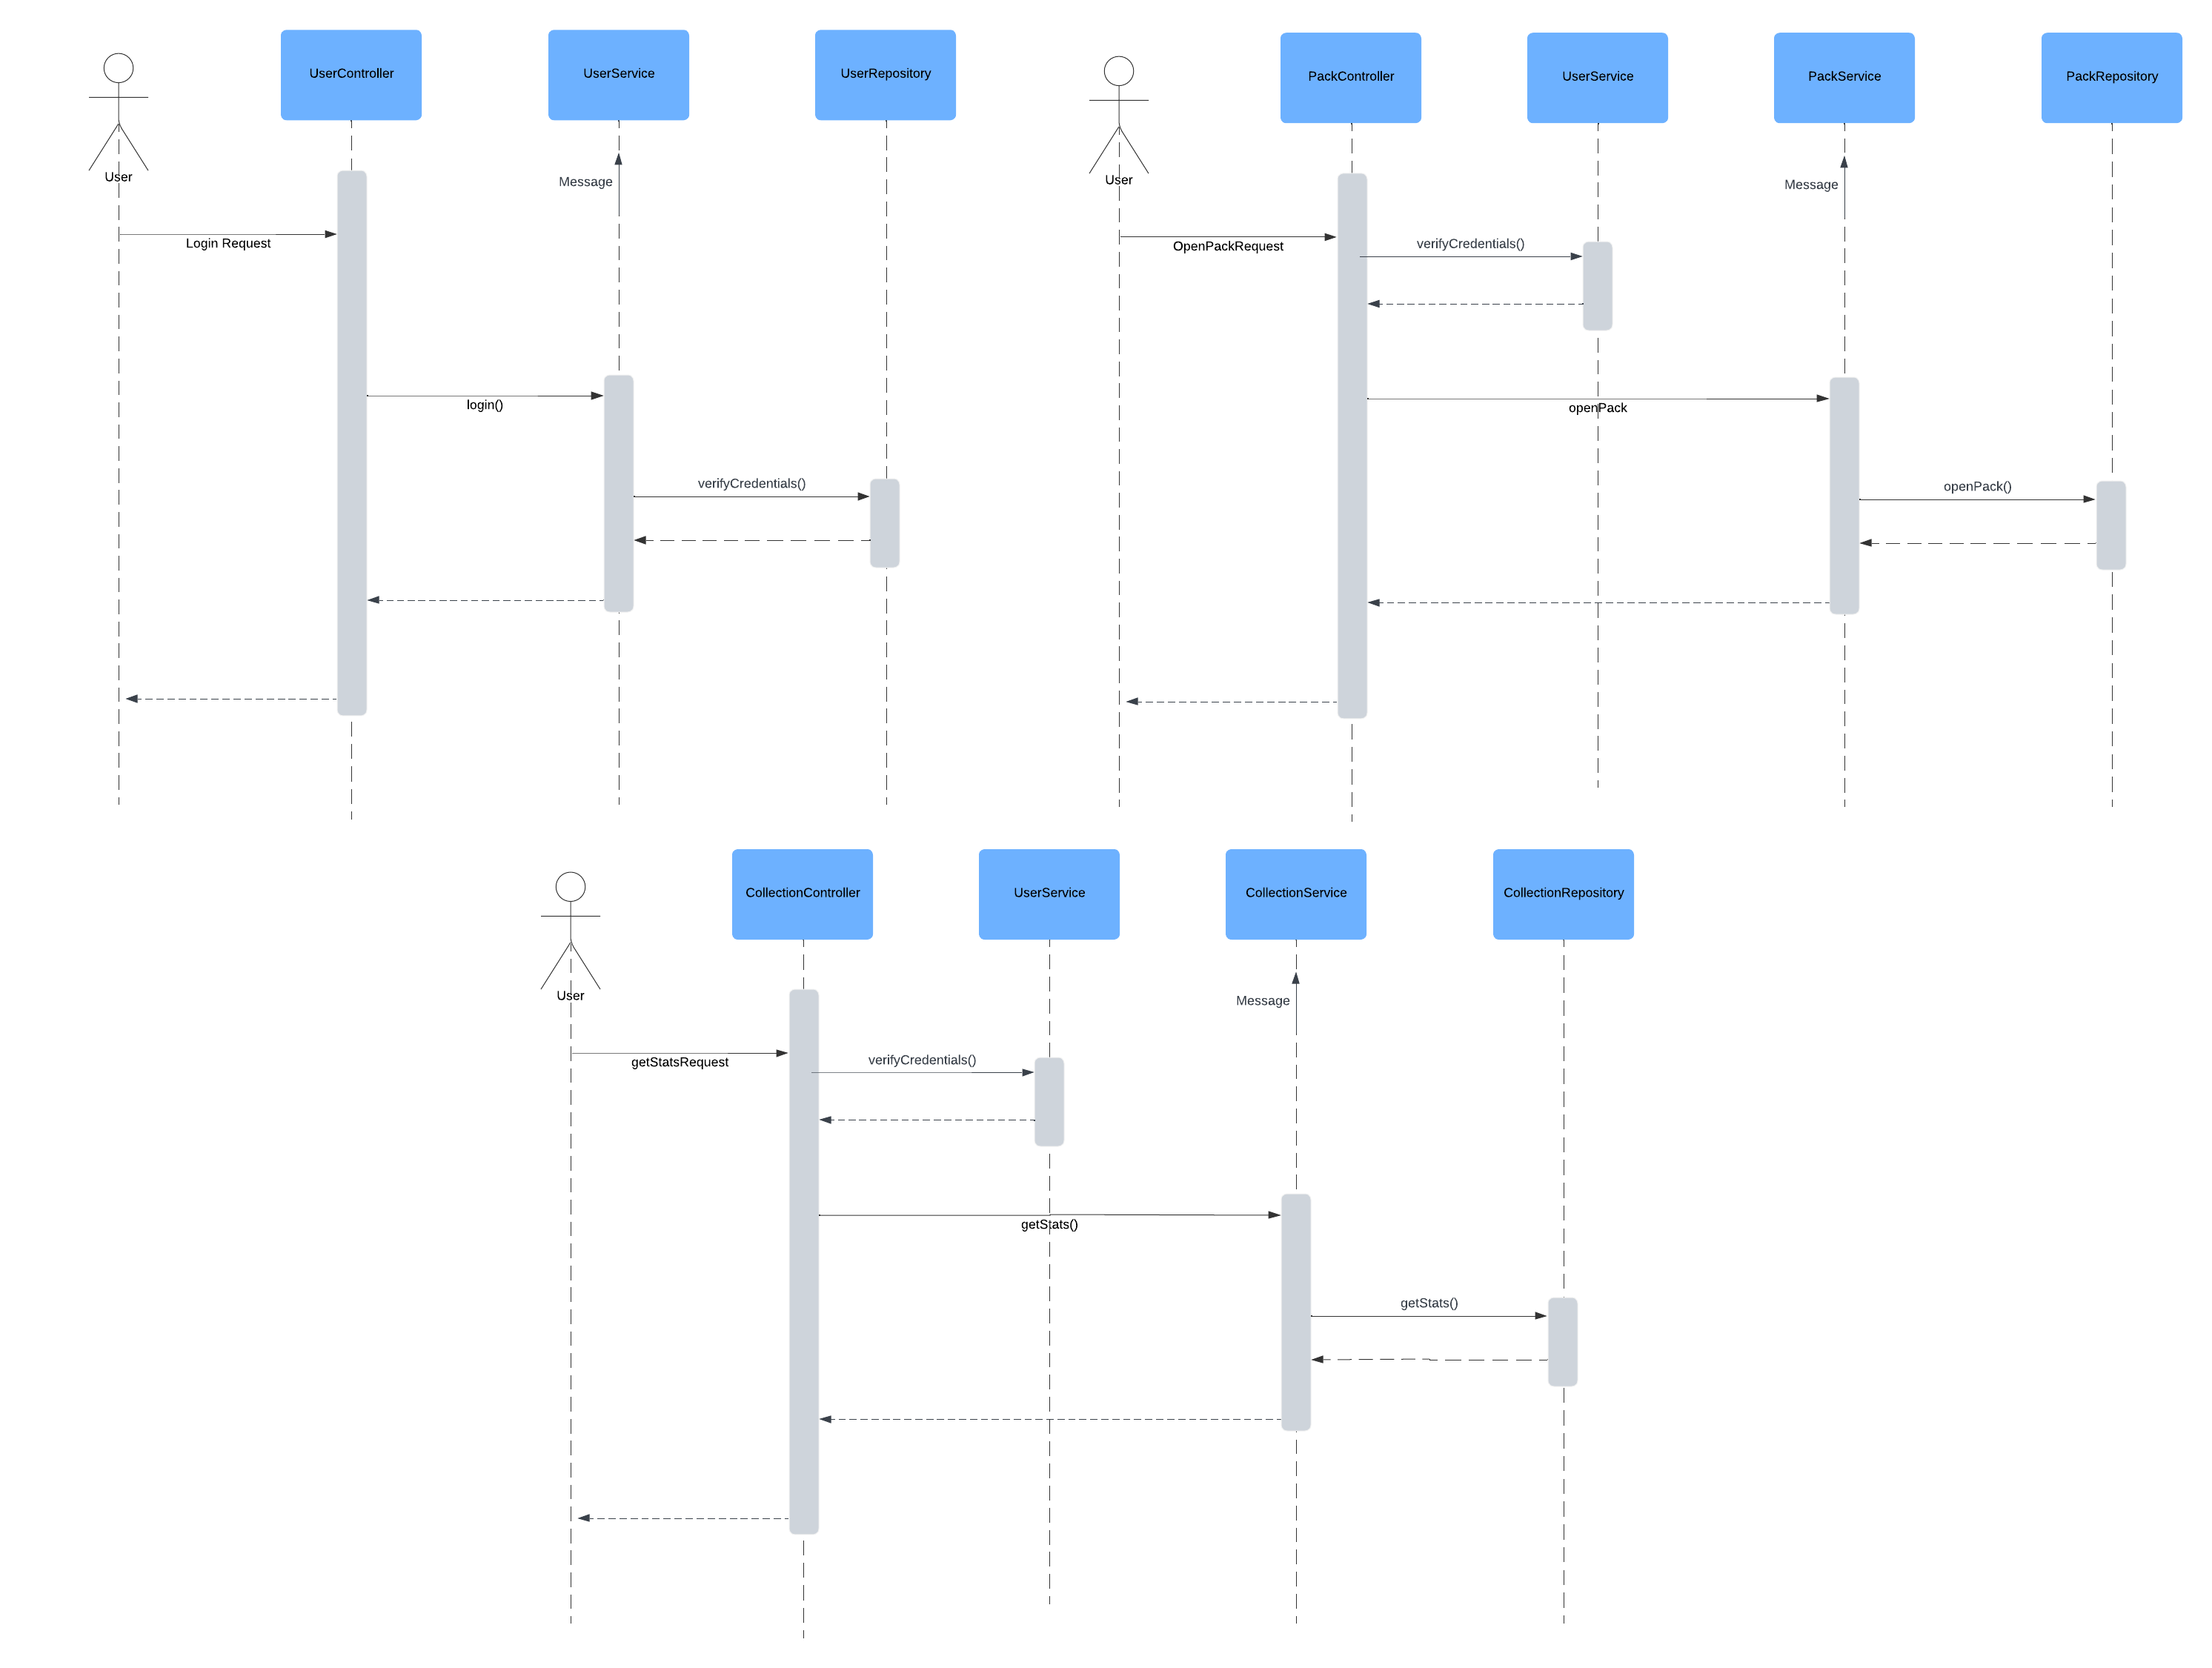 UserController
UserService
UserRepository
User
Message
Login Request
login()
verifyCredentials()
PackController
UserService
PackService
PackRepository
User
Message
OpenPackRequest
verifyCredentials()
openPack
openPack()
CollectionController
UserService
CollectionService
CollectionRepository
User
Message
getStatsRequest
verifyCredentials()
getStats()
getStats()